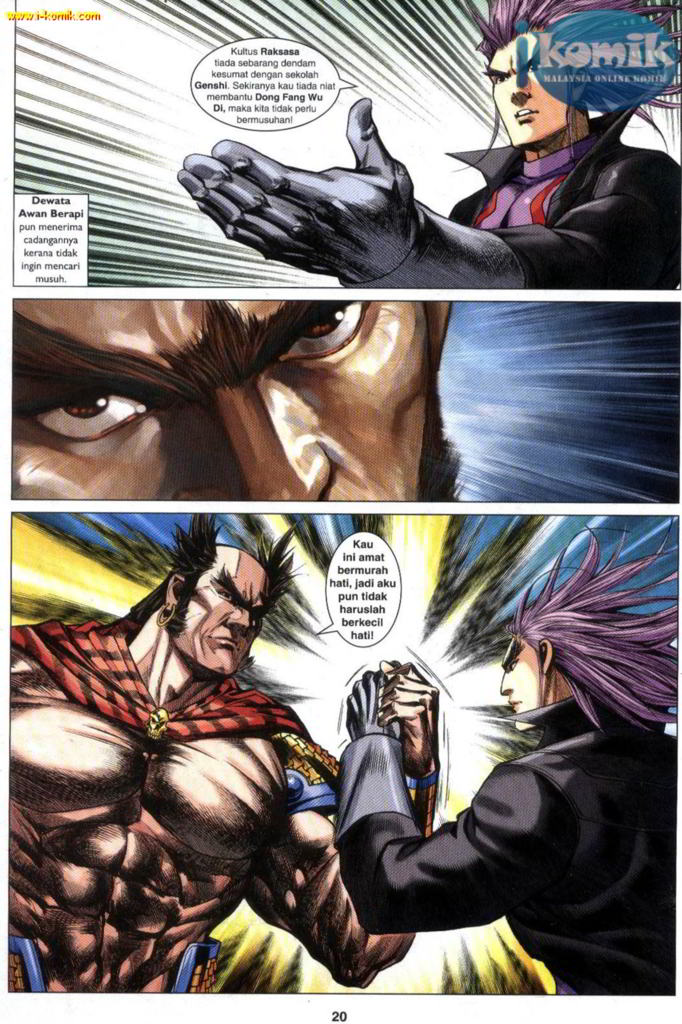 www.i-komik.com
ikomik
MALAYSIA ONLINE KOMIK
Kultus Raksasa
tiada sebarang dendam
kesumat dengan sekolah
Genshi. Sekiranya kau tiada niat
membantu Dong Fang Wu
Di, maka kita tidak perlu
bermusuhan!
Dewata
Awan Berapi
pun menerima
cadangannya
kerana tidak
ingin mencari
musuh.
Kau
ini amat
bermurah
hati, jadi aku
pun tidak
haruslah
berkecil
hati!
20